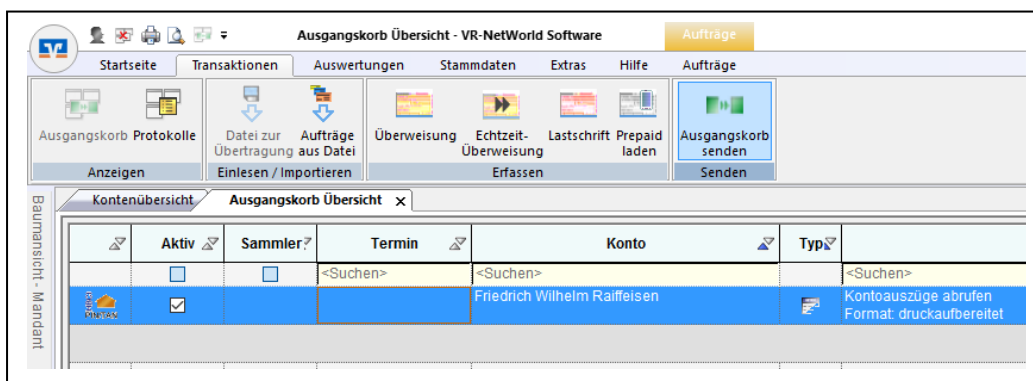 Ausgangskorb Übersicht - VR-NetWorld Software
Aufträge
Startseite Transaktionen Auswertungen Stammdaten Extras Hilfe Aufträge
Ausgangskorb Protokolle
Anzeigen
Datei zur Übertragung
Aufträge aus Datei
Einlesen / Importieren
Überweisung
Echtzeit-
Überweisung
Lastschrift
Prepaid
laden
Erfassen
Ausgangskorb
senden
Senden
Baumansicht - Mandant
Kontenübersicht Ausgangskorb Übersicht x
Aktiv Sammler? Termin Konto Typ
<Suchen> <Suchen> <Suchen>
PIN/TAN
Friedrich Wilhelm Raiffeisen
Kontoauszüge abrufen
Format: druckaufbereitet